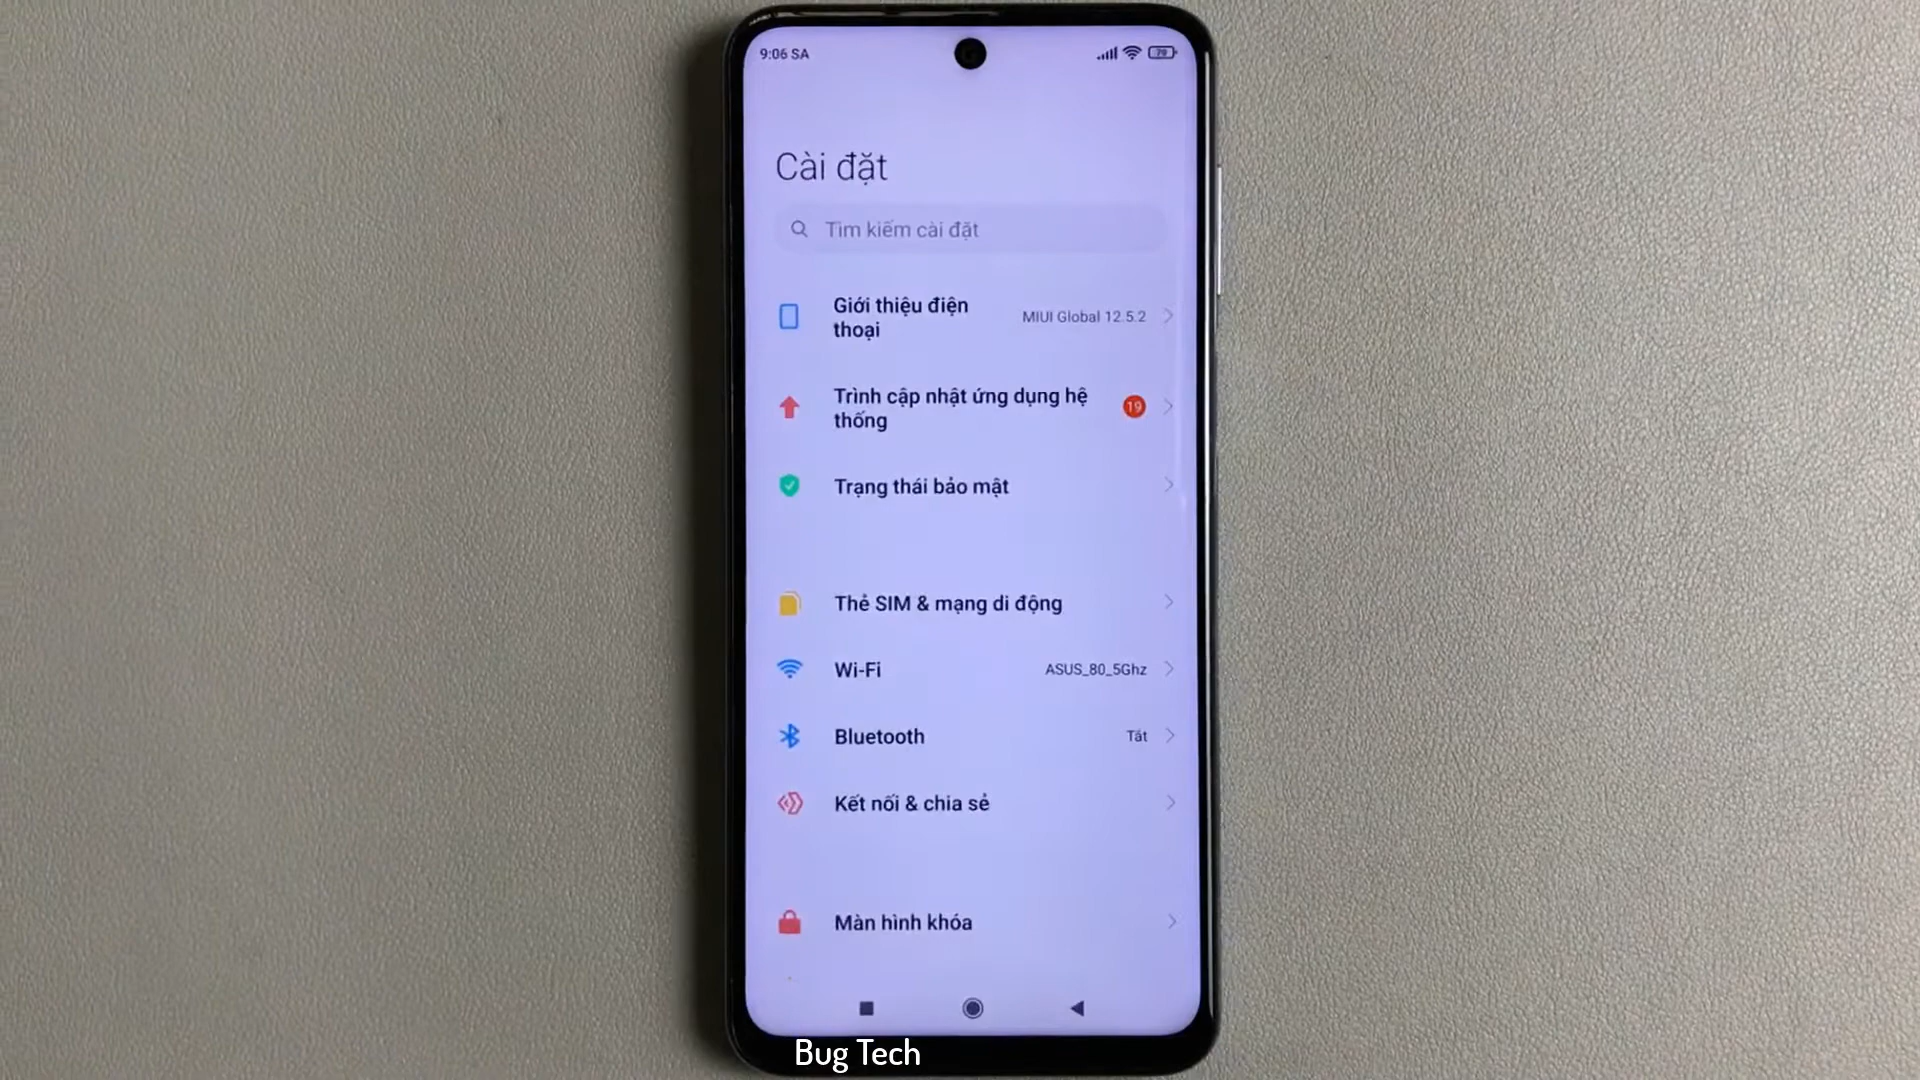 9:06 SA
79
Cài đặt
Tìm kiếm cài đặt
Giới thiệu điện
thoại
MIUI Global 12.5.2
Trình cập nhật ứng dụng hệ
thống
19
Trạng thái bảo mật
Thẻ SIM & mạng di động
Wi-Fi
ASUS_80_5Ghz
Bluetooth
Tắt
Kết nối & chia sẻ
Màn hình khóa
Bug Tech